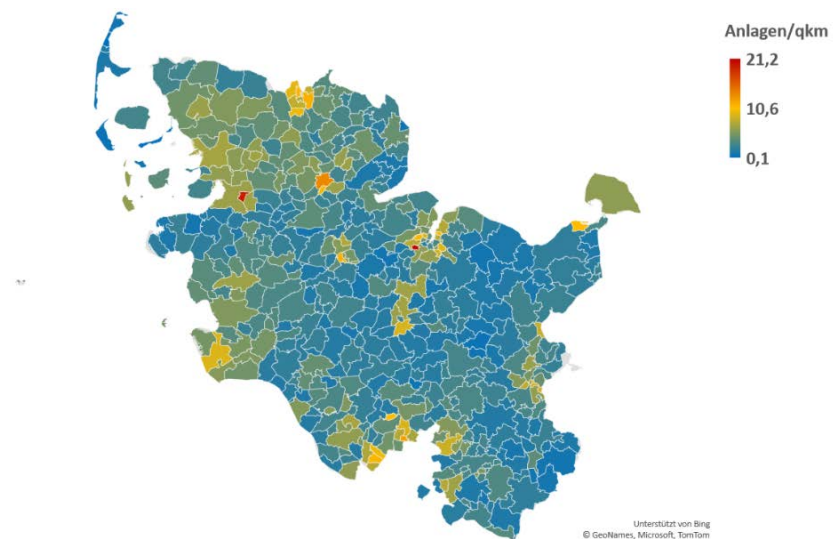 Anlagen/qkm
21,2
10,6
0,1
Unterstützt von Bing
© GeoNames, Microsoft, TomTom